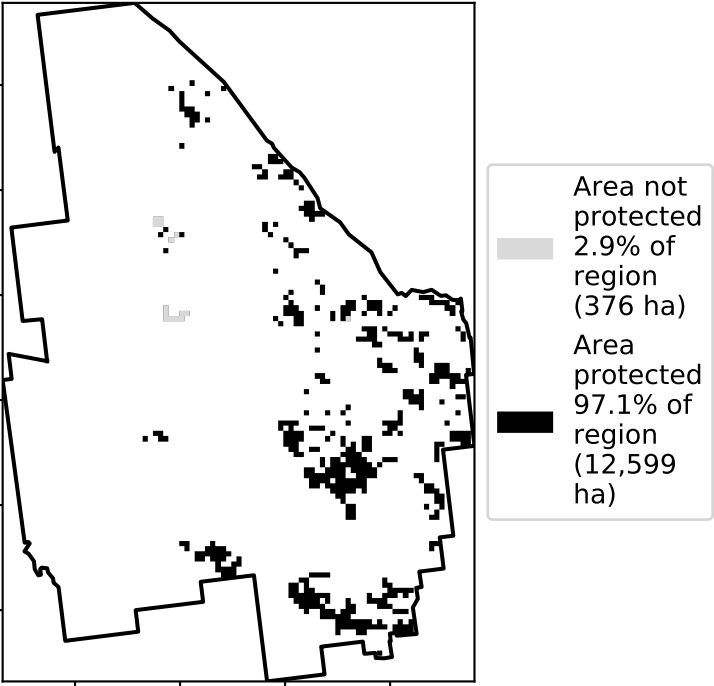 Area not
protected
2.9% of
region
(376 ha)
Area
protected
97.1% of
region
(12,599
ha)